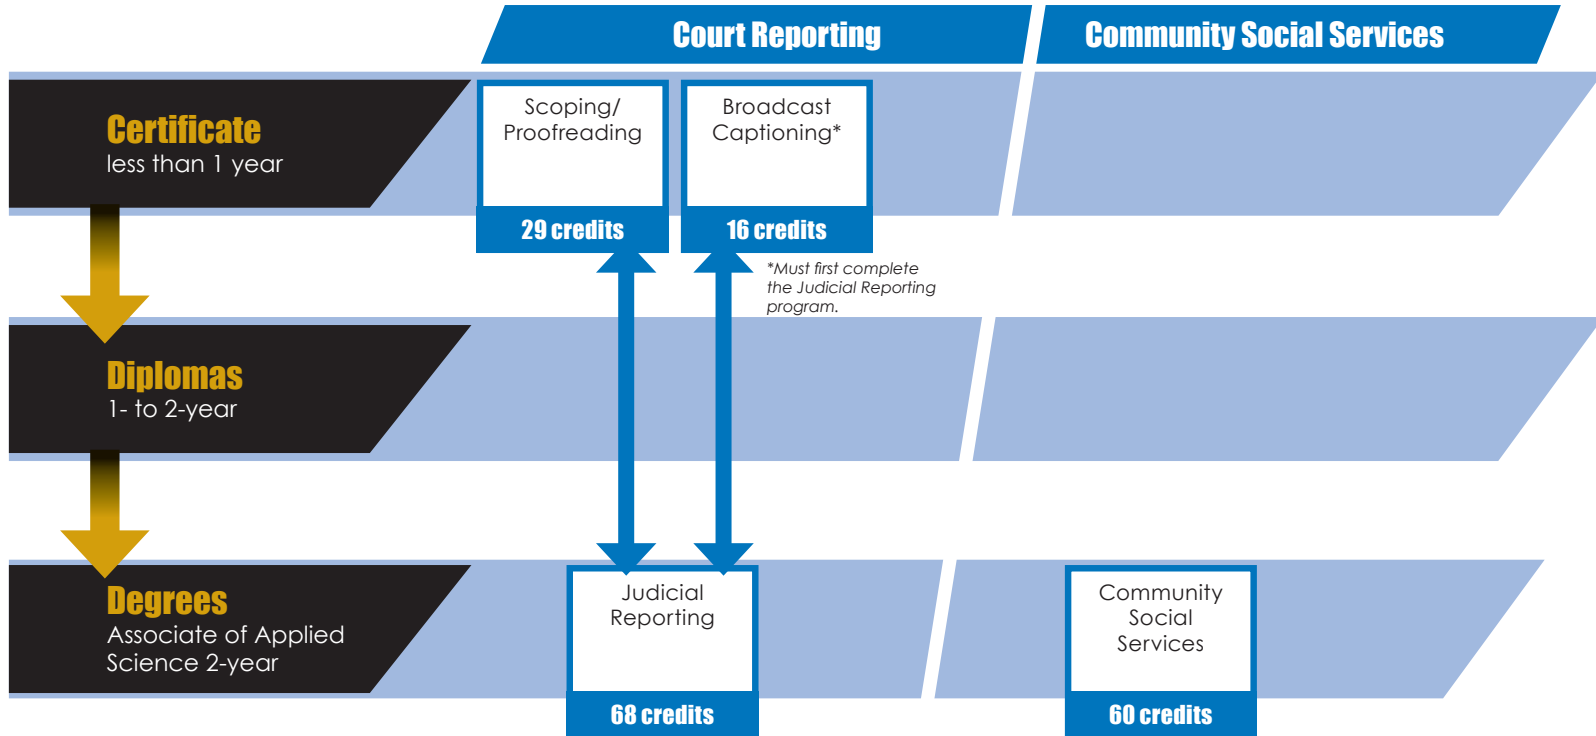 Court Reporting
Community Social Services
Certificate
less than 1 year
Scoping/
Proofreading
29 credits
Broadcast
Captioning*
16 credits
*Must first complete
the Judicial Reporting
program.
Diplomas
1- to 2-year
Degrees
Associate of Applied
Science 2-year
Judicial
Reporting
68 credits
Community
Social
Services
60 credits